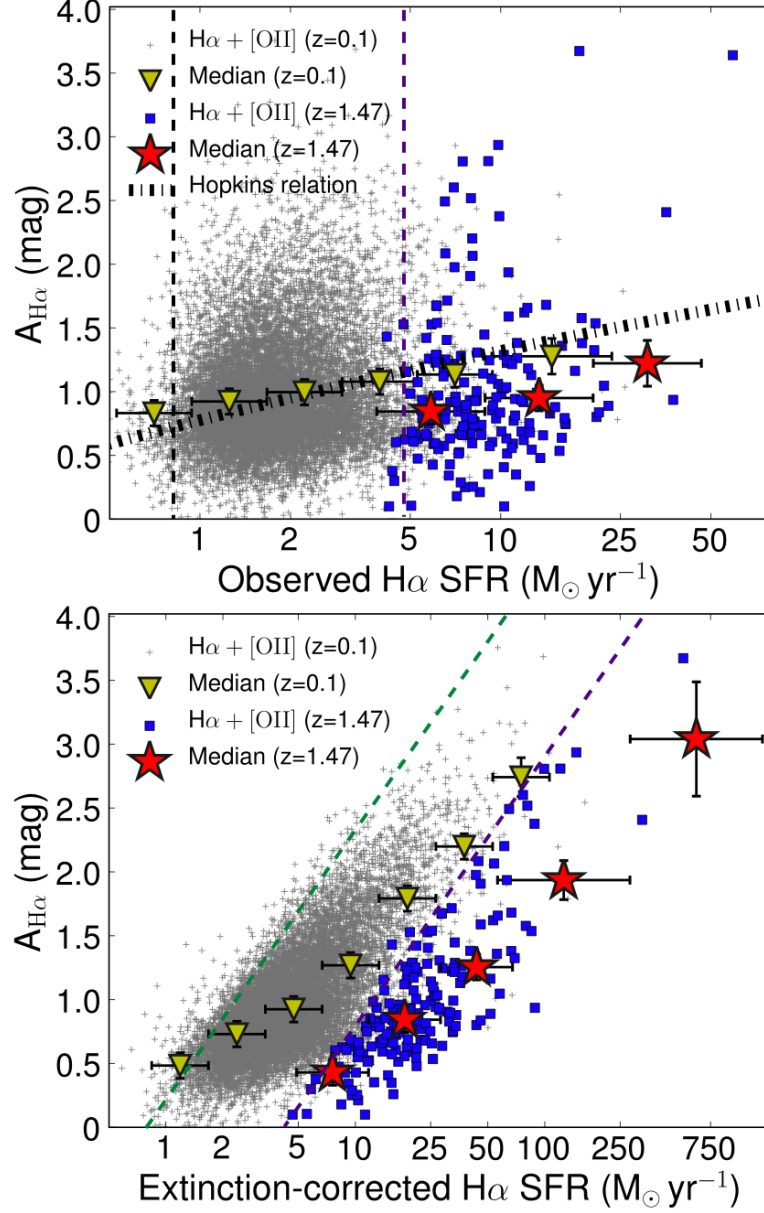 4.0
3.5
3.0
2.5
2.0
1.5
1.0
0.5
0
A_Hα (mag)
Hα + [OII] (z=0.1)
Median (z=0.1)
Hα + [OII] (z=1.47)
Median (z=1.47)
Hopkins relation
1 2 5 10 25 50
Observed Hα SFR (M⊙ yr⁻¹)
4.0
3.5
3.0
2.5
2.0
1.5
1.0
0.5
0
A_Hα (mag)
Hα + [OII] (z=0.1)
Median (z=0.1)
Hα + [OII] (z=1.47)
Median (z=1.47)
1 2 5 10 25 50 100 250 750
Extinction-corrected Hα SFR (M⊙ yr⁻¹)